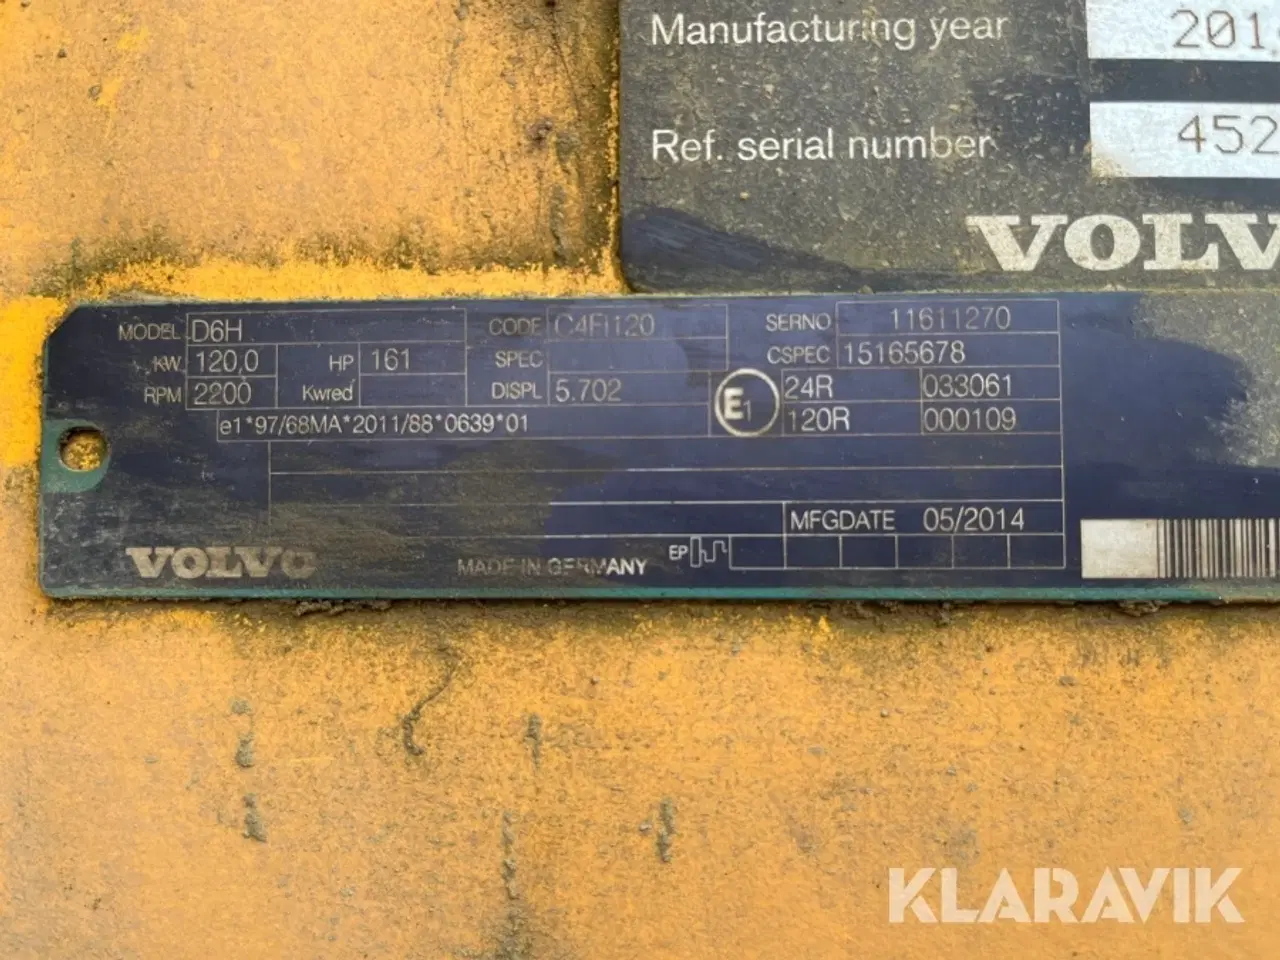 Manufacturing year 201
Ref. serial number 452
VOLV
MODEL D6H CODE C4FI120 SERNO 11611270
KW 120,0 HP 161 SPEC CSPEC 15165678
RPM 2200 Kwred DISPL 5.702 E1 24R 033061
e1*97/68MA*2011/88*0639*01 120R 000109
MFGDATE 05/2014
VOLVO MADE IN GERMANY EP
KLARAVIK